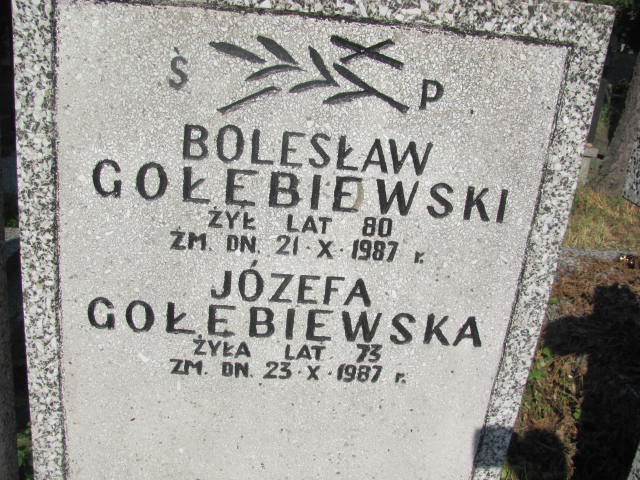 Ś P
BOLESŁAW
GOŁĘBIEWSKI
ŻYŁ LAT 80
ZM. DN. 21·X·1987 r.
JÓZEFA
GOŁĘBIEWSKA
ŻYŁA LAT 73
ZM. DN. 23·X·1987 r.